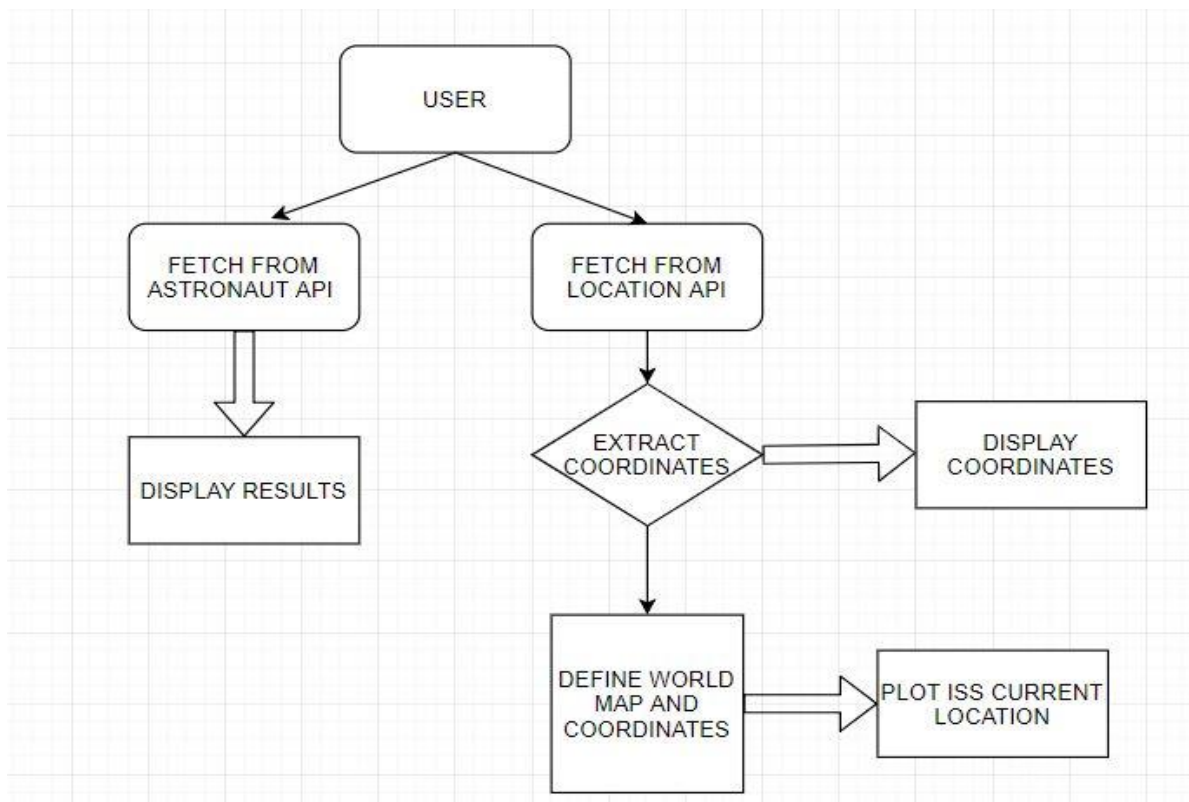 USER
FETCH FROM
ASTRONAUT API
FETCH FROM
LOCATION API
DISPLAY RESULTS
EXTRACT
COORDINATES
DISPLAY
COORDINATES
DEFINE WORLD
MAP AND
COORDINATES
PLOT ISS CURRENT
LOCATION